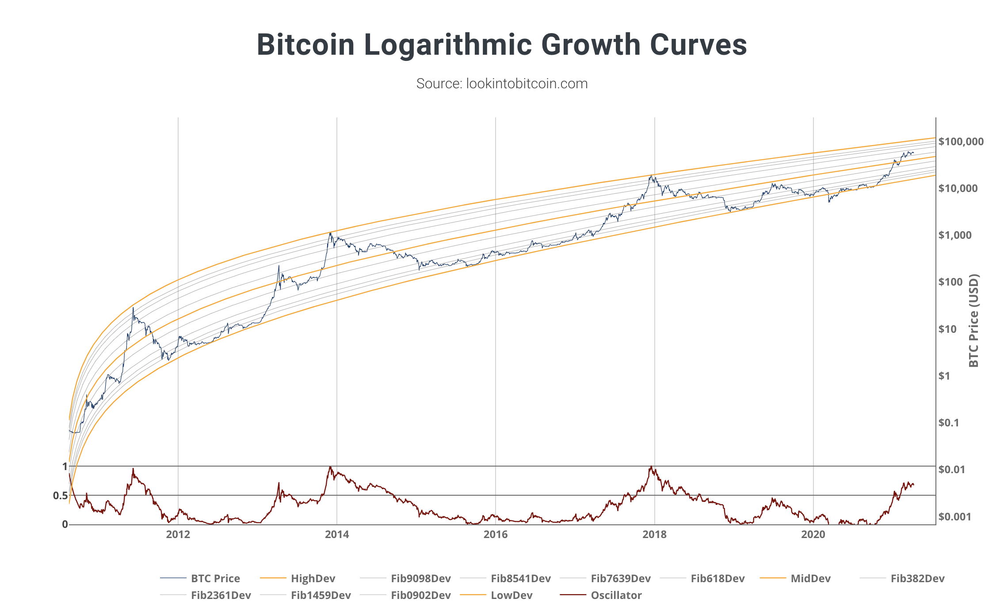 Bitcoin Logarithmic Growth Curves
Source: lookintobitcoin.com
$100,000
$10,000
$1,000
$100
$10
$1
$0.1
$0.01
$0.001
BTC Price (USD)
1
0.5
0
2012 2014 2016 2018 2020
BTC Price HighDev Fib9098Dev Fib8541Dev Fib7639Dev Fib618Dev MidDev Fib382Dev
Fib2361Dev Fib1459Dev Fib0902Dev LowDev Oscillator